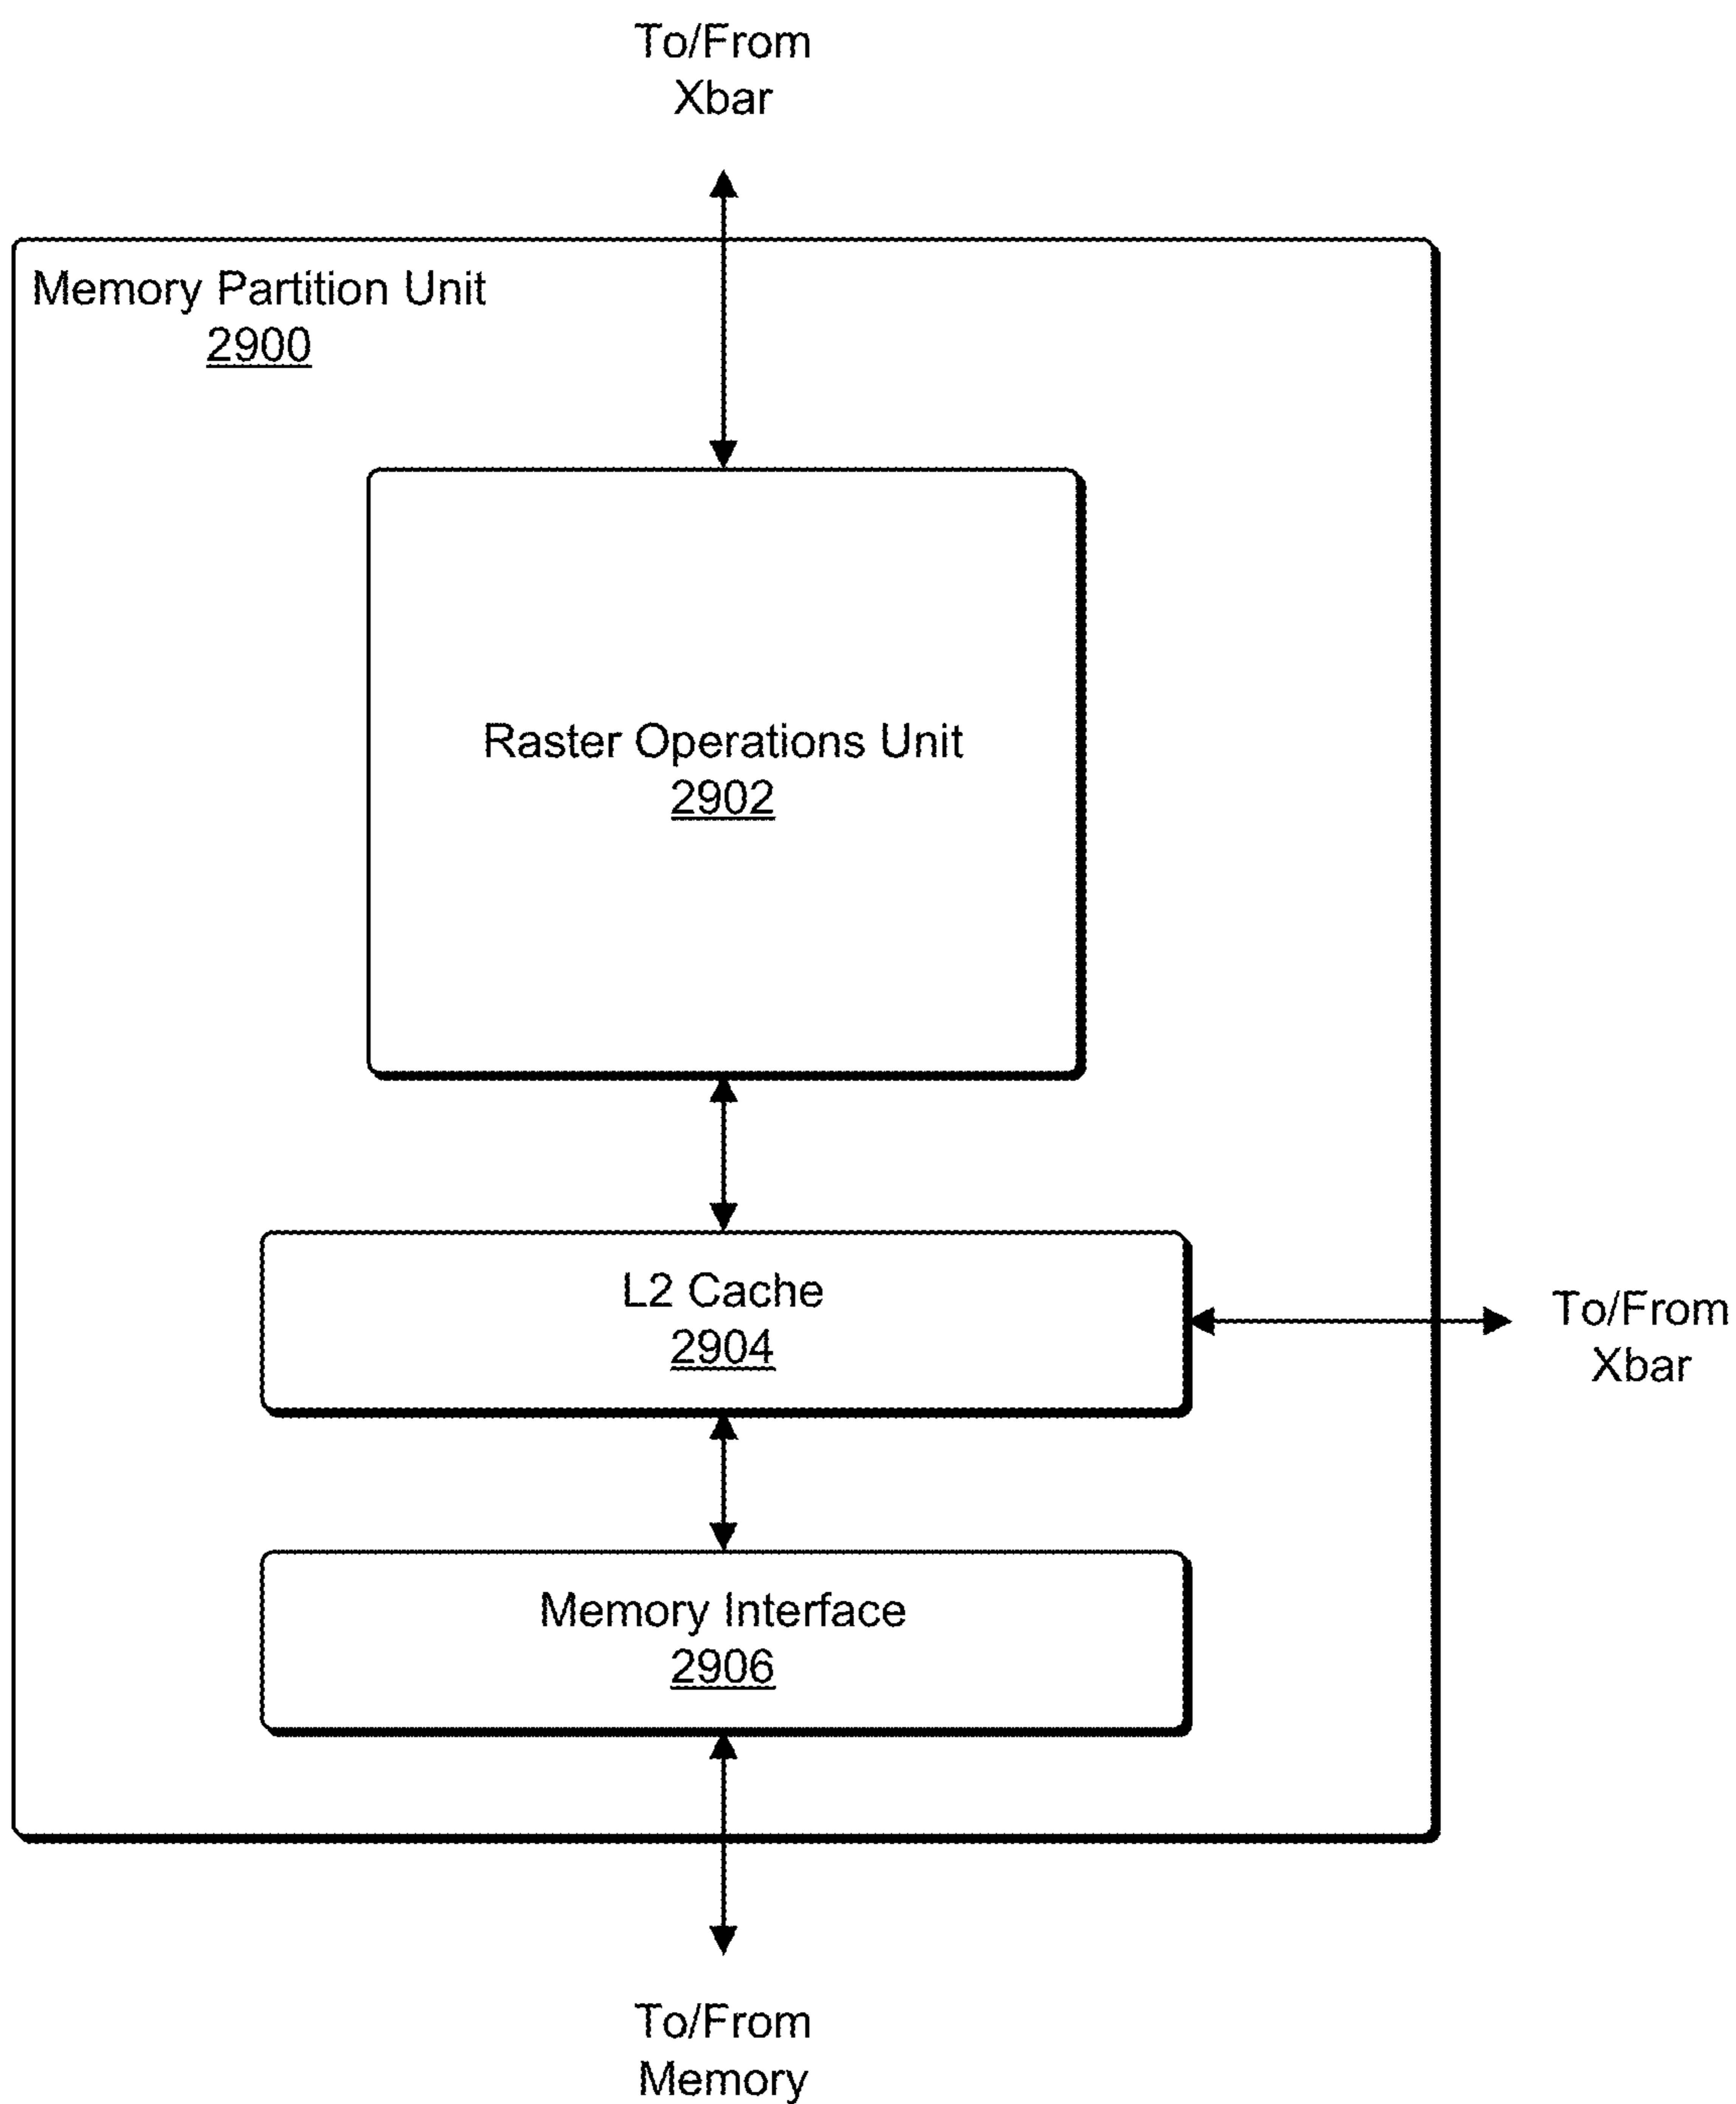 To/From
Xbar
Memory Partition Unit
2900
Raster Operations Unit
2902
L2 Cache
2904
To/From
Xbar
Memory Interface
2906
To/From
Memory